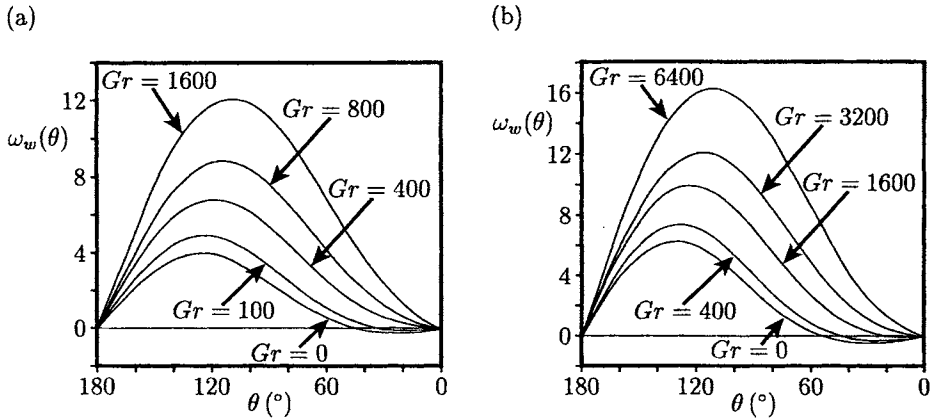 (a)
Gr = 1600
12
Gr = 800
ω_w(θ)
8
Gr = 400
4
Gr = 100
0
Gr = 0
180
120
60
0
θ (°)
(b)
Gr = 6400
16
Gr = 3200
ω_w(θ)
12
Gr = 1600
8
4
Gr = 400
0
Gr = 0
180
120
60
0
θ (°)